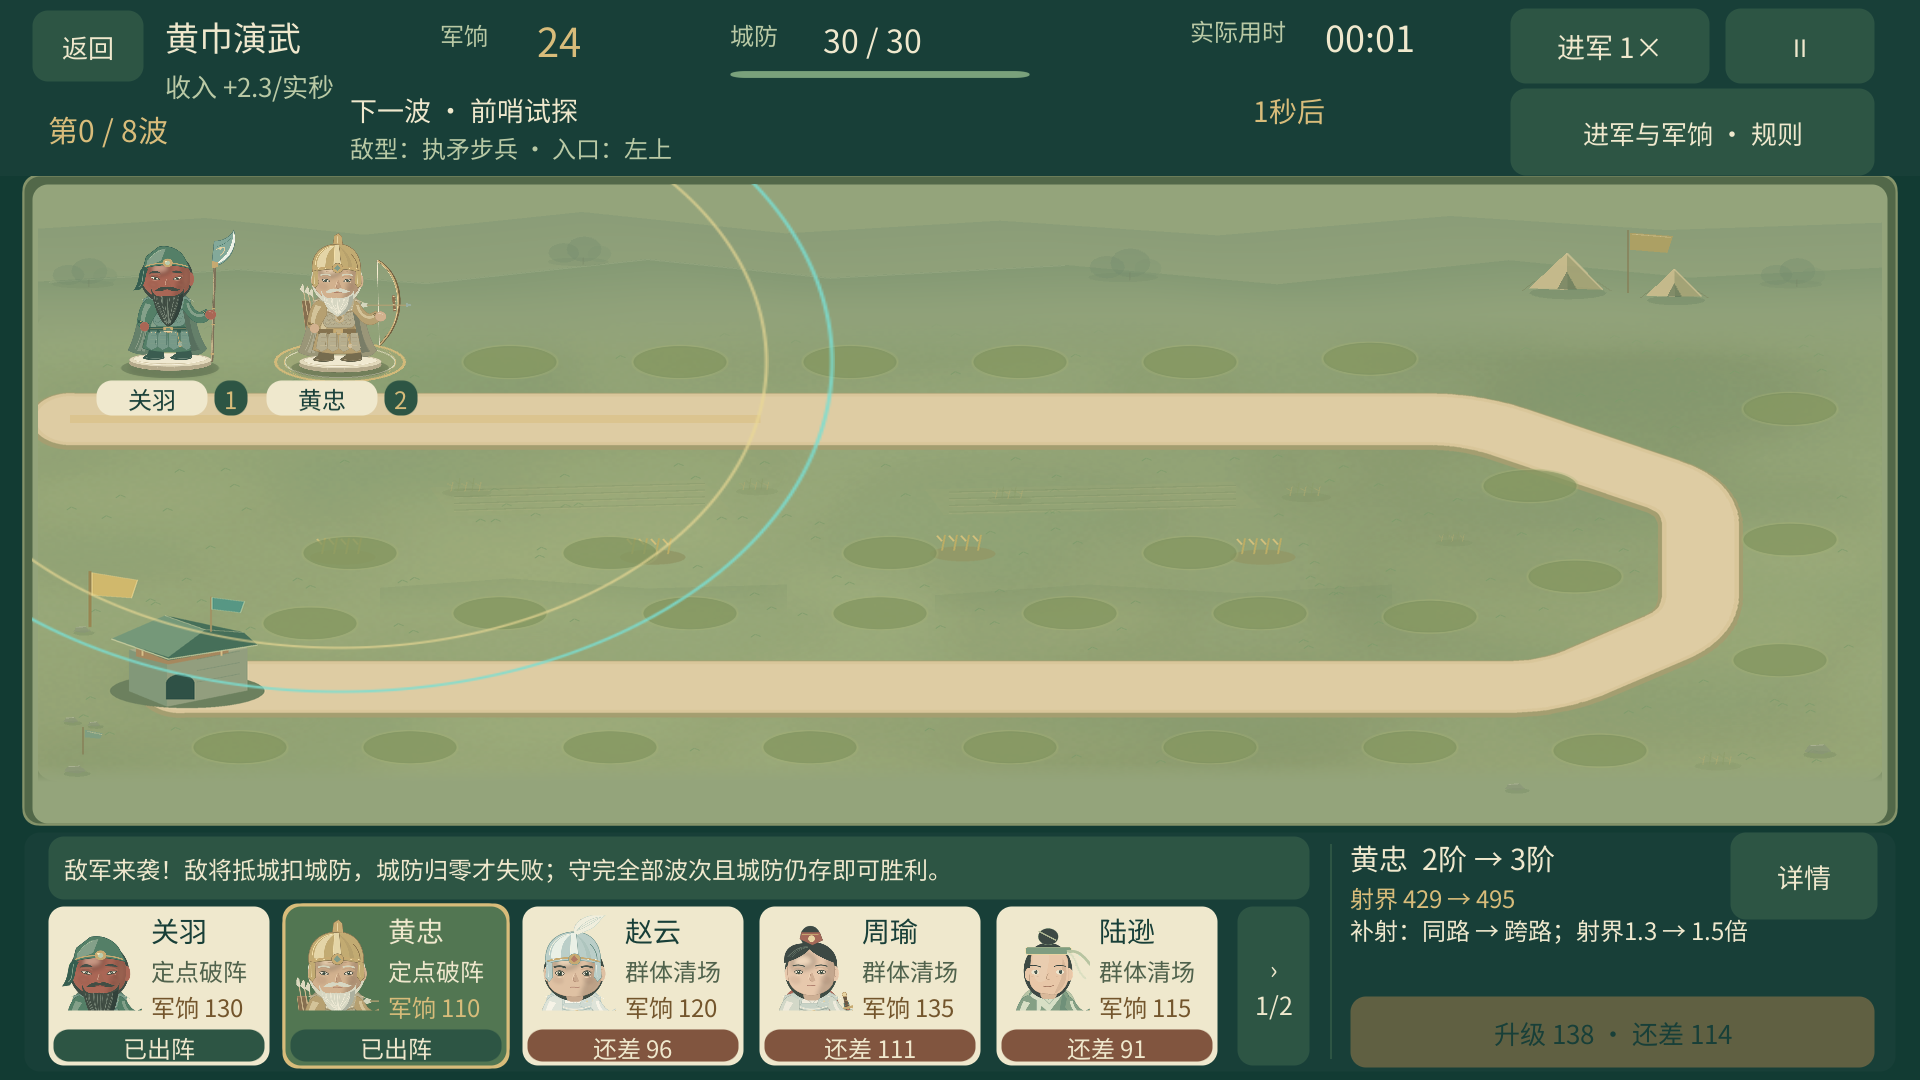 返回
黄巾演武
收入 +2.3/实秒
军饷
24
城防
30 / 30
实际用时
00:01
进军 1×
II
第0 / 8波
下一波 · 前哨试探
敌型：执矛步兵 · 入口：左上
1秒后
进军与军饷 · 规则
关羽
1
黄忠
2
敌军来袭！敌将抵城扣城防，城防归零才失败；守完全部波次且城防仍存即可胜利。
关羽
定点破阵
军饷 130
已出阵
黄忠
定点破阵
军饷 110
已出阵
赵云
群体清场
军饷 120
还差 96
周瑜
群体清场
军饷 135
还差 111
陆逊
群体清场
军饷 115
还差 91
›
1/2
黄忠 2阶 → 3阶
射界 429 → 495
补射：同路 → 跨路；射界1.3 → 1.5倍
详情
升级 138 · 还差 114